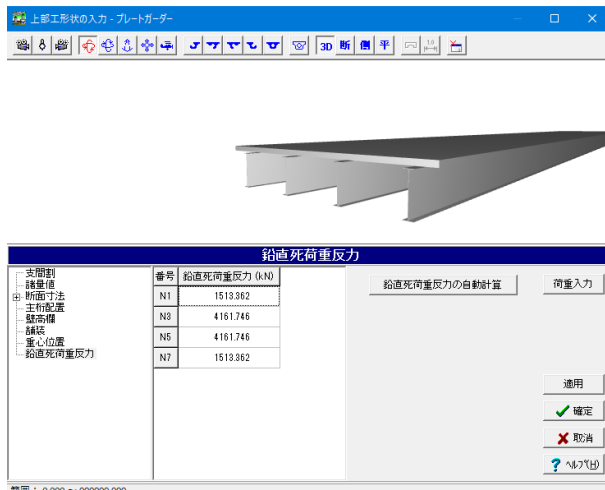 上部工形状の入力 - プレートガーダー
3D 断 側 平
鉛直死荷重反力
支間割
諸量値
断面寸法
主桁配置
壁高欄
舗装
重心位置
鉛直死荷重反力
番号 鉛直死荷重反力 (kN)
N1 1513.362
N3 4161.746
N5 4161.746
N7 1513.362
鉛直死荷重反力の自動計算
荷重入力
適用
確定
取消
ヘルプ(H)